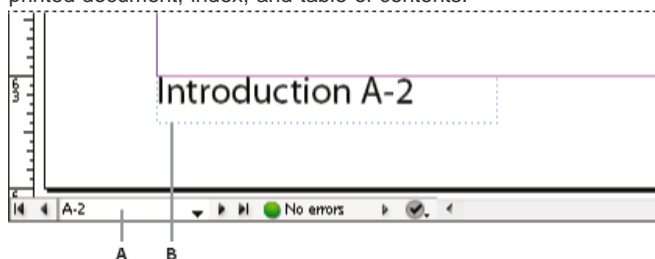 printed document, index, and table of contents.
Introduction A-2
A-2 No errors
A B